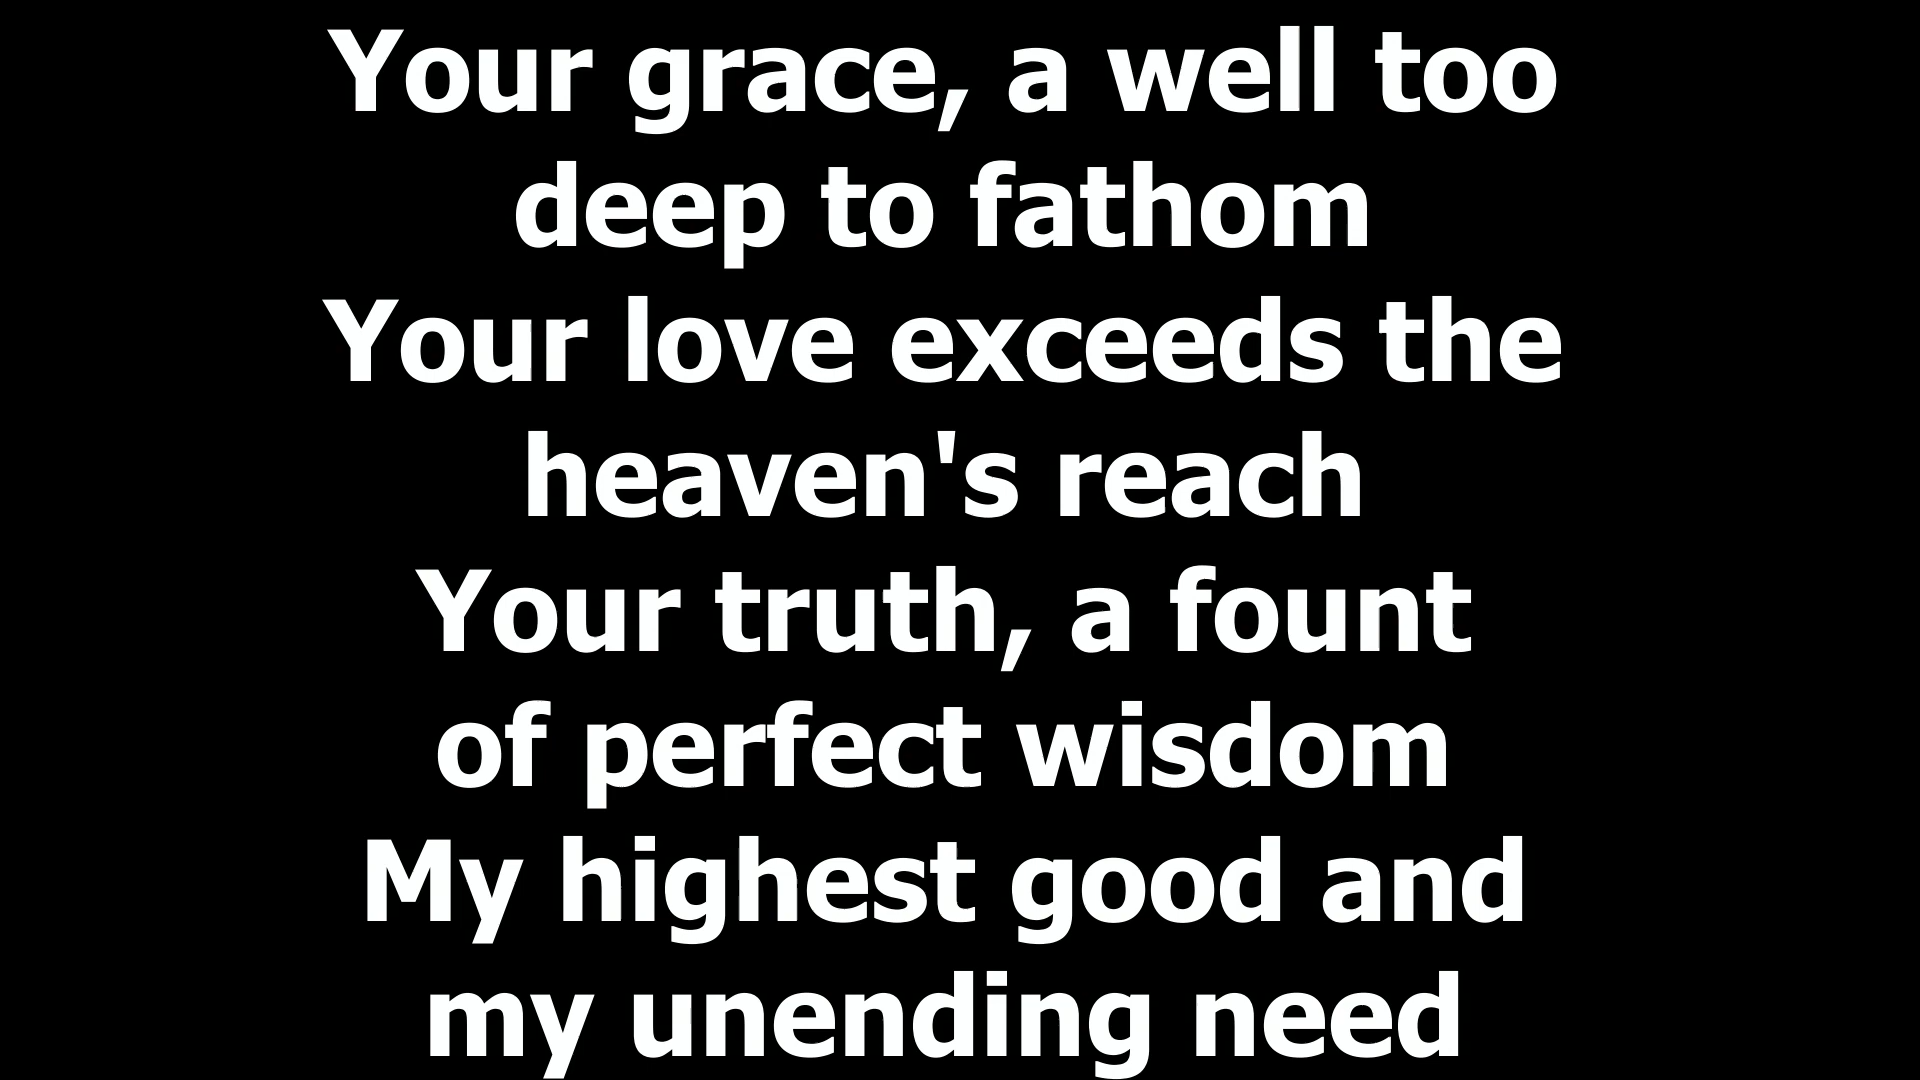 Your grace, a well too
deep to fathom
Your love exceeds the
heaven's reach
Your truth, a fount
of perfect wisdom
My highest good and
my unending need